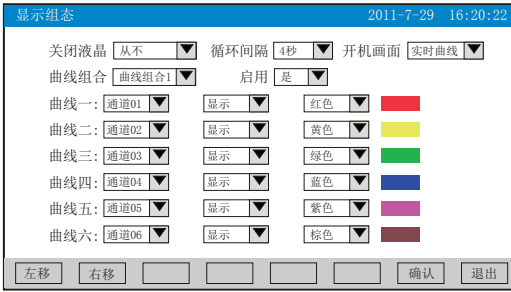 显示组态 2011-7-29 16:20:22
关闭液晶 从不 循环间隔 4秒 开机画面 实时曲线
曲线组合 曲线组合1 启用 是
曲线一: 通道01 显示 红色
曲线二: 通道02 显示 黄色
曲线三: 通道03 显示 绿色
曲线四: 通道04 显示 蓝色
曲线五: 通道05 显示 紫色
曲线六: 通道06 显示 棕色
左移 右移 确认 退出